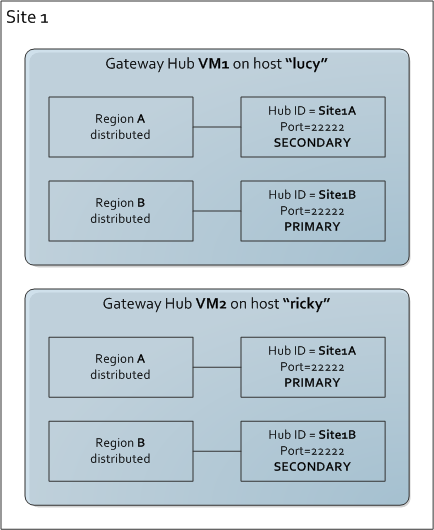 Site 1
Gateway Hub VM1 on host “lucy”
Region A
distributed
Hub ID = Site1A
Port=22222
SECONDARY
Region B
distributed
Hub ID = Site1B
Port=22222
PRIMARY
Gateway Hub VM2 on host “ricky”
Region A
distributed
Hub ID = Site1A
Port=22222
PRIMARY
Region B
distributed
Hub ID = Site1B
Port=22222
SECONDARY